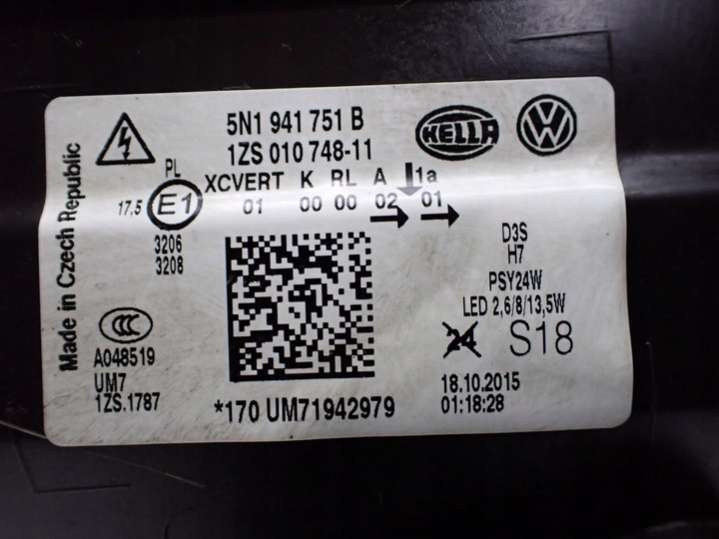 Made in Czech Republic
5N1 941 751 B
1ZS 010 748-11
HELLA
PL
XCVERT K RL A 1a
17,5 E1 01 00 00 02 01
3206
3208
D3S
H7
PSY24W
LED 2,6/8/13,5W
24 S18
CCC
A048519
UM7
1ZS.1787
*170 UM71942979
18.10.2015
01:18:28